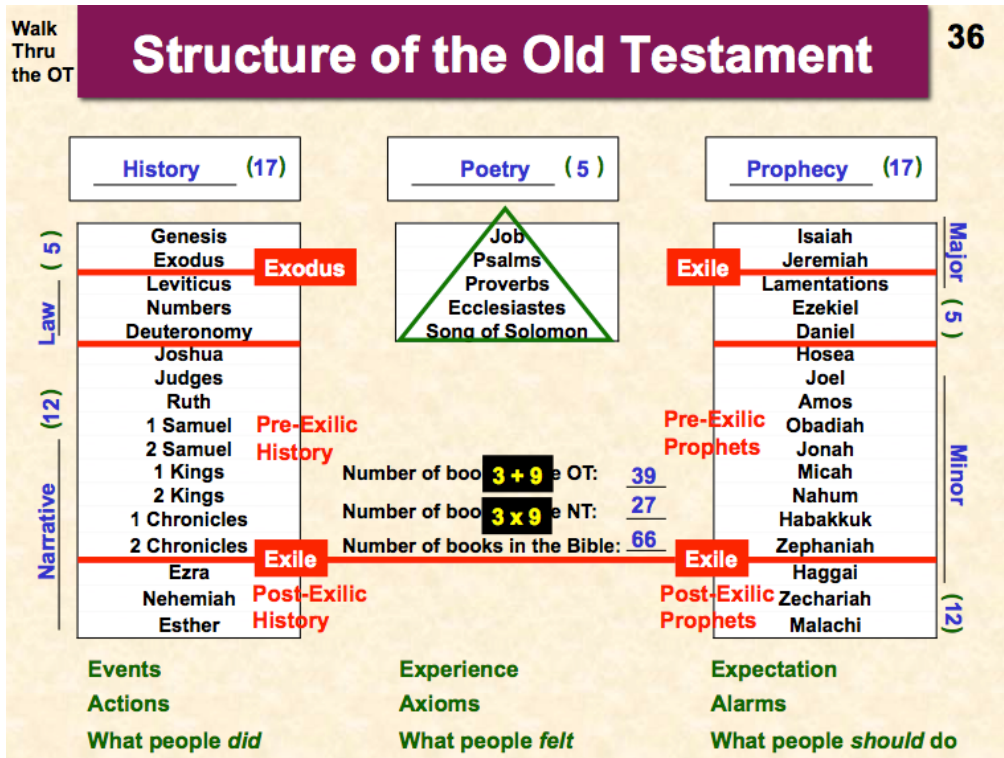 Walk
Thru
the OT
Structure of the Old Testament
36
History (17)
Poetry (5)
Prophecy (17)
Law (5)
Narrative (12)
Genesis
Exodus
Leviticus
Numbers
Deuteronomy
Joshua
Judges
Ruth
1 Samuel
2 Samuel
1 Kings
2 Kings
1 Chronicles
2 Chronicles
Ezra
Nehemiah
Esther
Exodus
Pre-Exilic
History
Exile
Post-Exilic
History
Job
Psalms
Proverbs
Ecclesiastes
Song of Solomon
Number of boo 3 + 9 e OT: 39
Number of boo 3 x 9 e NT: 27
Number of books in the Bible: 66
Exile
Pre-Exilic
Prophets
Exile
Post-Exilic
Prophets
Isaiah
Jeremiah
Lamentations
Ezekiel
Daniel
Hosea
Joel
Amos
Obadiah
Jonah
Micah
Nahum
Habakkuk
Zephaniah
Haggai
Zechariah
Malachi
Major (5)
Minor (12)
Events
Actions
What people did
Experience
Axioms
What people felt
Expectation
Alarms
What people should do